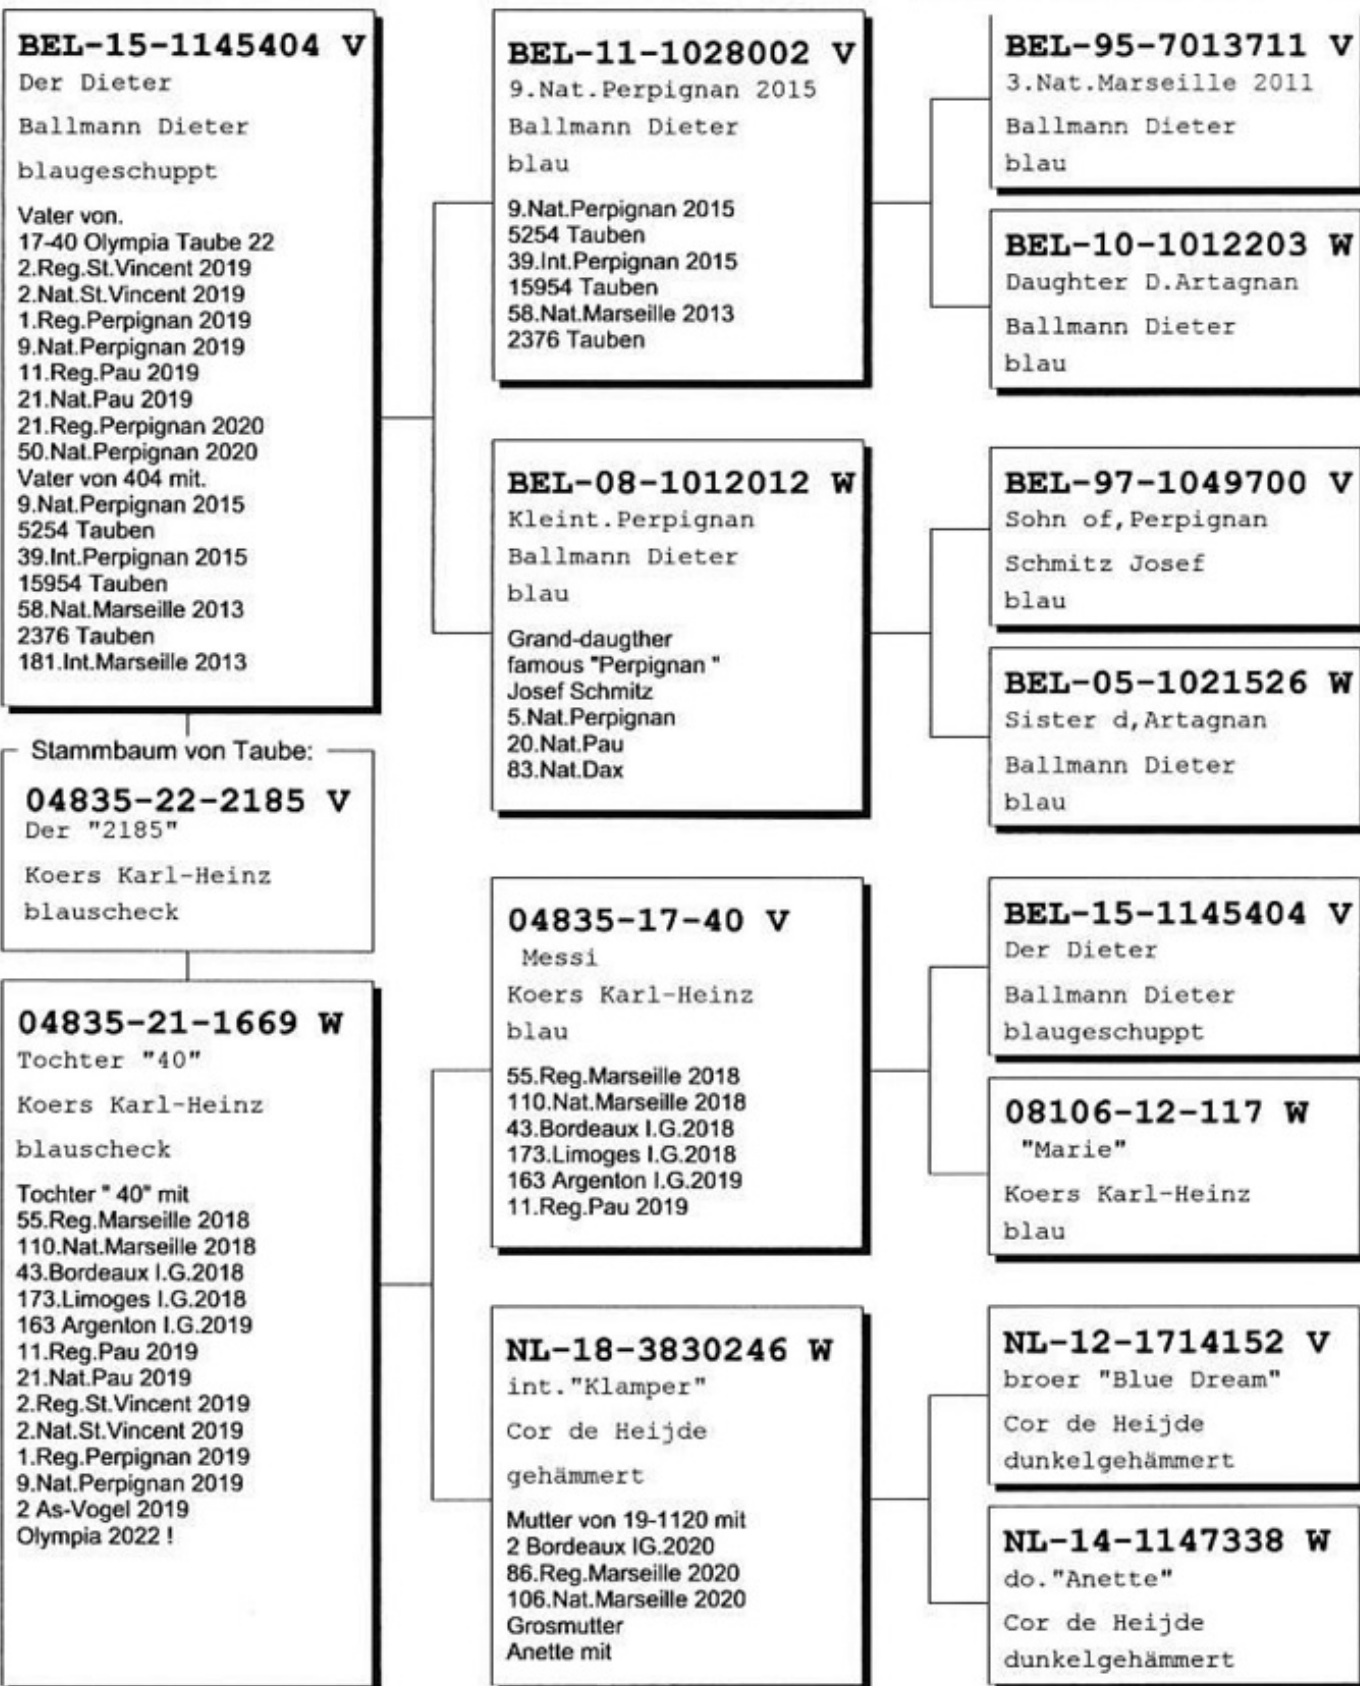 BEL-15-1145404 V
Der Dieter
Ballmann Dieter
blaugeschuppt
Vater von.
17-40 Olympia Taube 22
2.Reg.St.Vincent 2019
2.Nat.St.Vincent 2019
1.Reg.Perpignan 2019
9.Nat.Perpignan 2019
11.Reg.Pau 2019
21.Nat.Pau 2019
21.Reg.Perpignan 2020
50.Nat.Perpignan 2020
Vater von 404 mit.
9.Nat.Perpignan 2015
5254 Tauben
39.Int.Perpignan 2015
15954 Tauben
58.Nat.Marseille 2013
2376 Tauben
181.Int.Marseille 2013
Stammbaum von Taube:
04835-22-2185 V
Der "2185"
Koers Karl-Heinz
blauscheck
04835-21-1669 W
Tochter "40"
Koers Karl-Heinz
blauscheck
Tochter " 40" mit
55.Reg.Marseille 2018
110.Nat.Marseille 2018
43.Bordeaux I.G.2018
173.Limoges I.G.2018
163 Argenton I.G.2019
11.Reg.Pau 2019
21.Nat.Pau 2019
2.Reg.St.Vincent 2019
2.Nat.St.Vincent 2019
1.Reg.Perpignan 2019
9.Nat.Perpignan 2019
2 As-Vogel 2019
Olympia 2022 !
BEL-11-1028002 V
9.Nat.Perpignan 2015
Ballmann Dieter
blau
9.Nat.Perpignan 2015
5254 Tauben
39.Int.Perpignan 2015
15954 Tauben
58.Nat.Marseille 2013
2376 Tauben
BEL-08-1012012 W
Kleint.Perpignan
Ballmann Dieter
blau
Grand-daugther
famous "Perpignan "
Josef Schmitz
5.Nat.Perpignan
20.Nat.Pau
83.Nat.Dax
04835-17-40 V
Messi
Koers Karl-Heinz
blau
55.Reg.Marseille 2018
110.Nat.Marseille 2018
43.Bordeaux I.G.2018
173.Limoges I.G.2018
163 Argenton I.G.2019
11.Reg.Pau 2019
NL-18-3830246 W
int."Klamper"
Cor de Heijde
gehämmert
Mutter von 19-1120 mit
2 Bordeaux IG.2020
86.Reg.Marseille 2020
106.Nat.Marseille 2020
Grosmutter
Anette mit
BEL-95-7013711 V
3.Nat.Marseille 2011
Ballmann Dieter
blau
BEL-10-1012203 W
Daughter D.Artagnan
Ballmann Dieter
blau
BEL-97-1049700 V
Sohn of,Perpignan
Schmitz Josef
blau
BEL-05-1021526 W
Sister d,Artagnan
Ballmann Dieter
blau
BEL-15-1145404 V
Der Dieter
Ballmann Dieter
blaugeschuppt
08106-12-117 W
"Marie"
Koers Karl-Heinz
blau
NL-12-1714152 V
broer "Blue Dream"
Cor de Heijde
dunkelgehämmert
NL-14-1147338 W
do."Anette"
Cor de Heijde
dunkelgehämmert